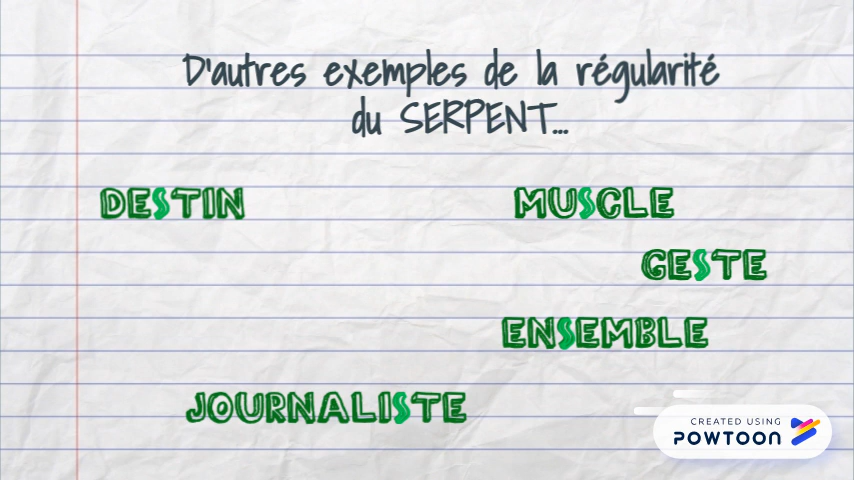 D'autres exemples de la régularité
du SERPENT...
DESTIN
MUSCLE
GESTE
ENSEMBLE
JOURNALISTE
CREATED USING
POWTOON